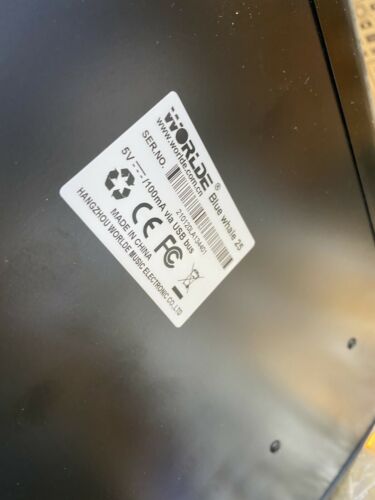 WORLDE® Blue whale 25
www.worlde.com.cn
SER.NO. 210120LA104401
5V⎓/100mA via USB bus
CE FC
MADE IN CHINA
HANGZHOU WORLDE MUSIC ELECTRONIC CO.,LTD